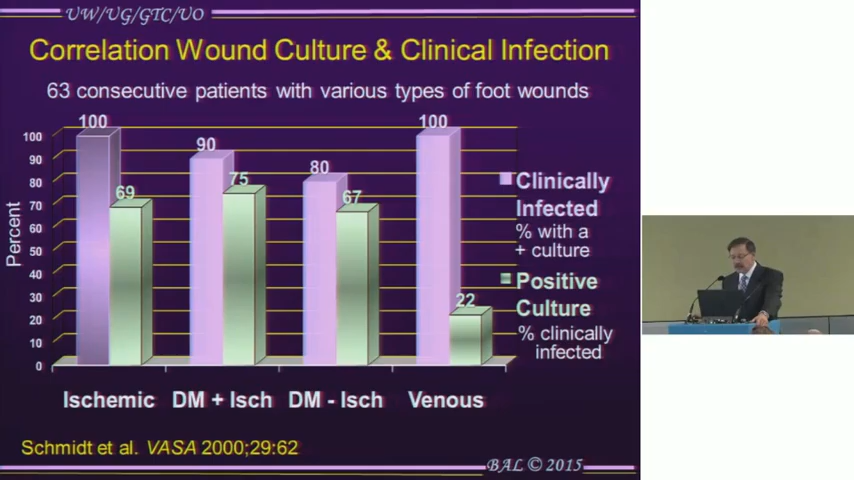 UW/UG/GTC/UO
Correlation Wound Culture & Clinical Infection
63 consecutive patients with various types of foot wounds
Percent
100
90
80
70
60
50
40
30
20
10
0
100
69
90
75
80
67
100
22
Clinically
Infected
% with a
+ culture
Positive
Culture
% clinically
infected
Ischemic DM + Isch DM - Isch Venous
Schmidt et al. VASA 2000;29:62
BAL © 2015